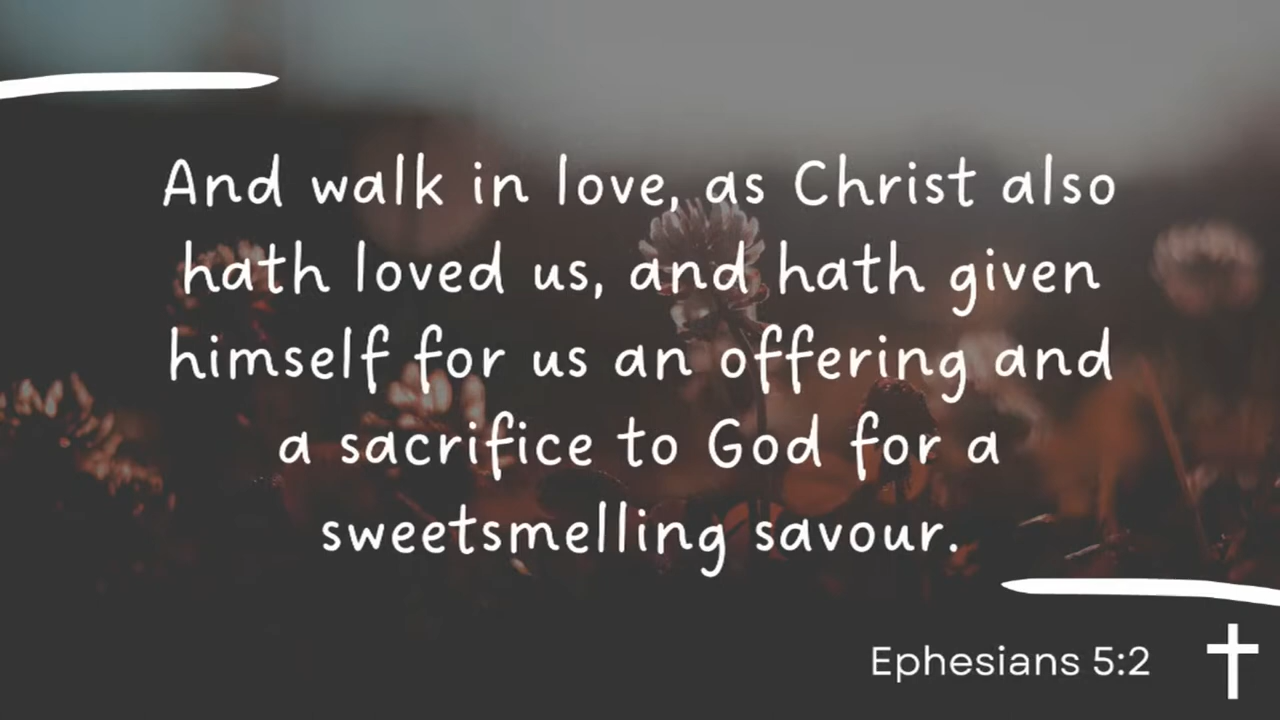 And walk in love, as Christ also
hath loved us, and hath given
himself for us an offering and
a sacrifice to God for a
sweetsmelling savour.
Ephesians 5:2